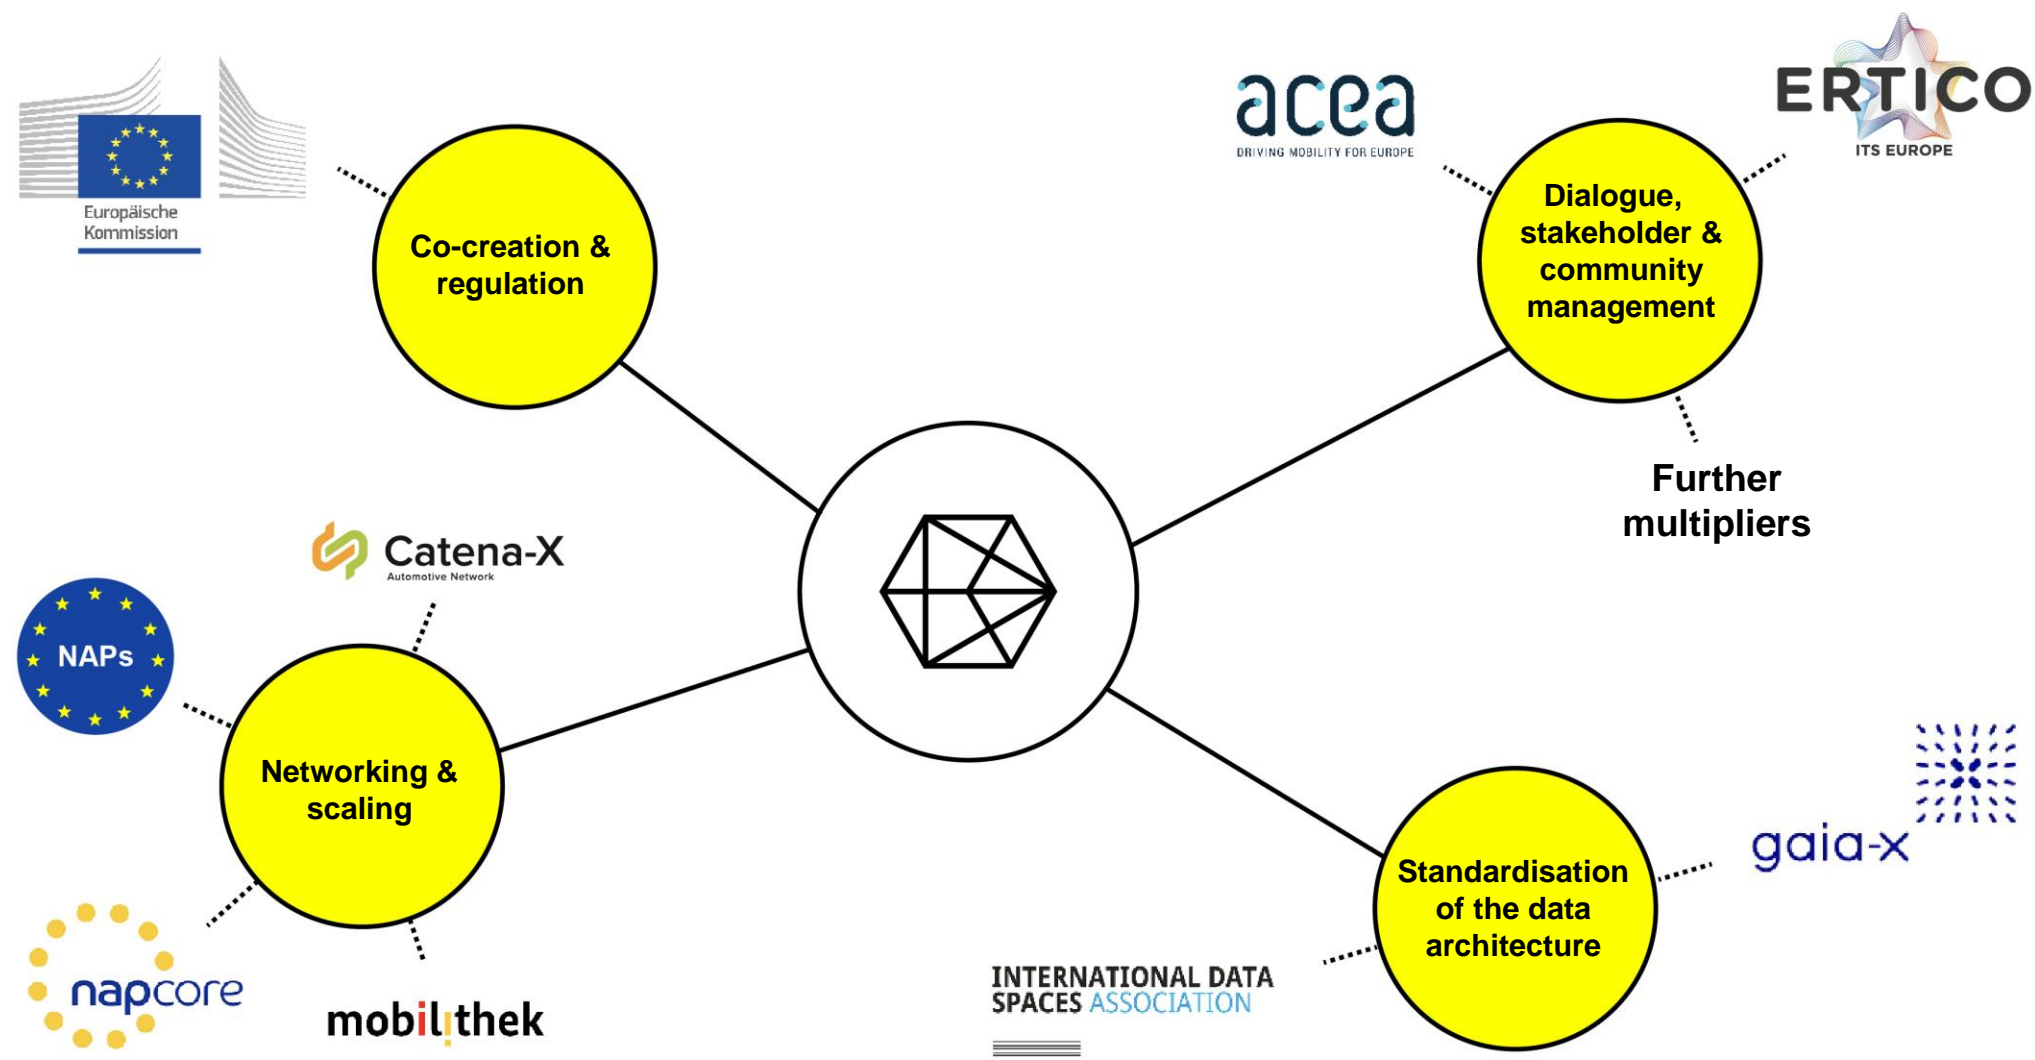 Europäische
Kommission
Co-creation &
regulation
acea
DRIVING MOBILITY FOR EUROPE
ERTICO
ITS EUROPE
Dialogue,
stakeholder &
community
management
Further
multipliers
Catena-X
Automotive Network
NAPs
Networking &
scaling
napcore
mobilithek
gaia-x
Standardisation
of the data
architecture
INTERNATIONAL DATA
SPACES ASSOCIATION